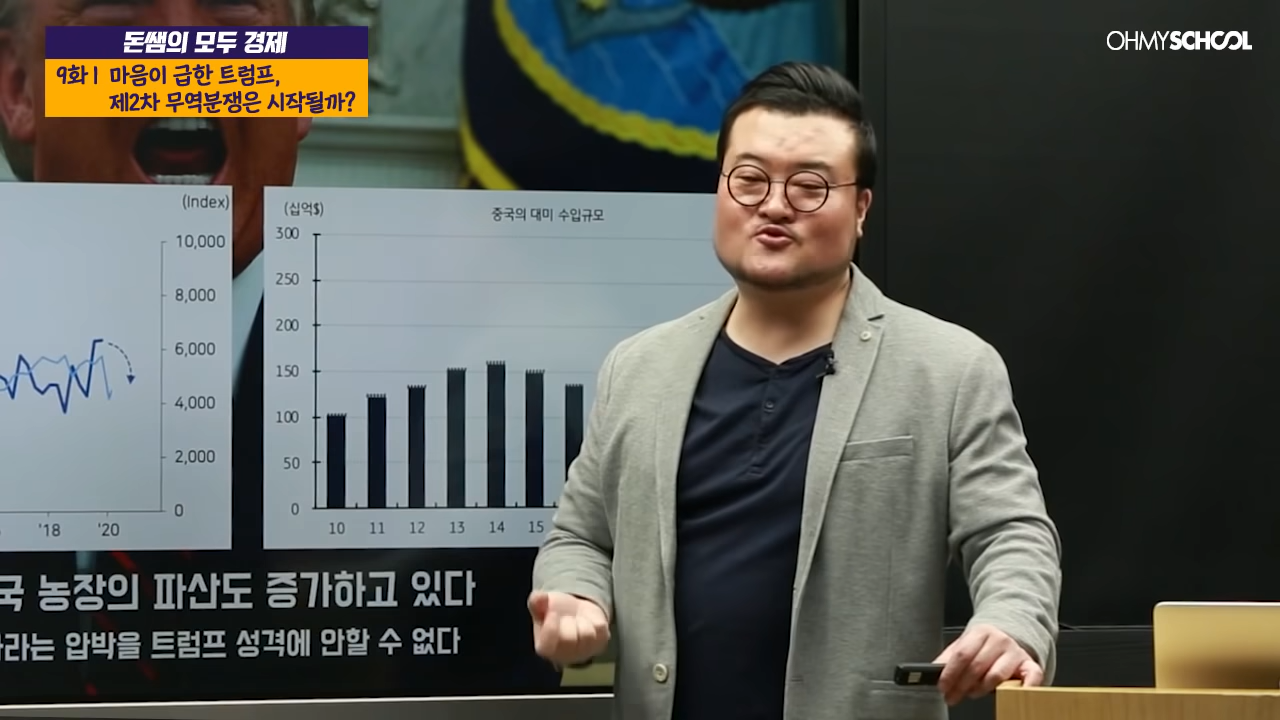 돈쌤의 모두 경제
9화 | 마음이 급한 트럼프,
제2차 무역분쟁은 시작될까?
OHMYSCHOOL
(Index)
10,000
8,000
6,000
4,000
2,000
0
'18 '20
(십억$)
중국의 대미 수입규모
300
250
200
150
100
50
0
10 11 12 13 14 15
국 농장의 파산도 증가하고 있다
라는 압박을 트럼프 성격에 안할 수 없다